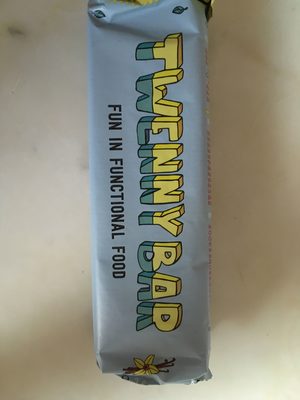 TWENNY BAR
FUN IN FUNCTIONAL FOOD